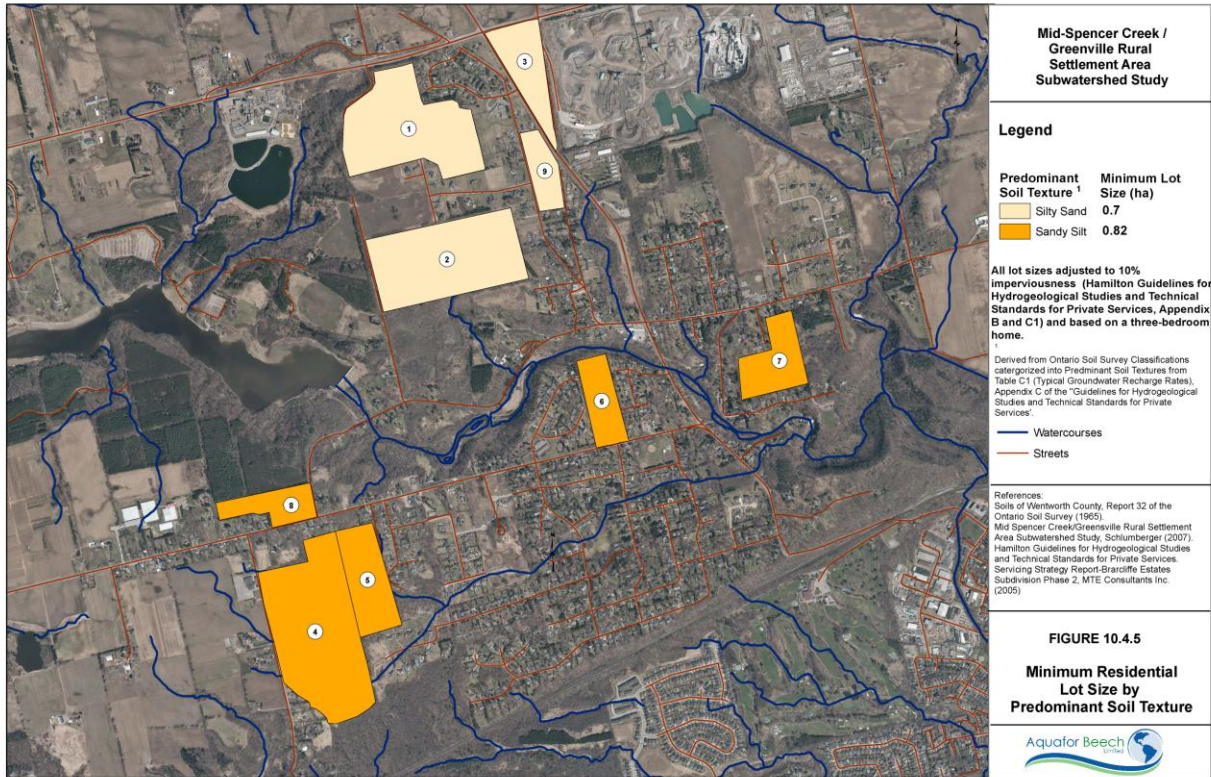 Mid-Spencer Creek /
Greenville Rural
Settlement Area
Subwatershed Study
Legend
Predominant Minimum Lot
Soil Texture 1 Size (ha)
Silty Sand 0.7
Sandy Silt 0.82
All lot sizes adjusted to 10%
imperviousness (Hamilton Guidelines for
Hydrogeological Studies and Technical
Standards for Private Services, Appendix
B and C1) and based on a three-bedroom
home.
1
Derived from Ontario Soil Survey Classifications
catergorized into Predminant Soil Textures from
Table C1 (Typical Groundwater Recharge Rates),
Appendix C of the "Guidelines for Hydrogeological
Studies and Technical Standards for Private
Services'.
Watercourses
Streets
References:
Soils of Wentworth County, Report 32 of the
Ontario Soil Survey (1965).
Mid Spencer Creek/Greensville Rural Settlement
Area Subwatershed Study, Schlumberger (2007).
Hamilton Guidelines for Hydrogeological Studies
and Technical Standards for Private Services.
Servicing Strategy Report-Brarcliffe Estates
Subdivision Phase 2, MTE Consultants Inc.
(2005)
FIGURE 10.4.5
Minimum Residential
Lot Size by
Predominant Soil Texture
Aquafor Beech
Limited
3
1
9
2
7
6
8
5
4